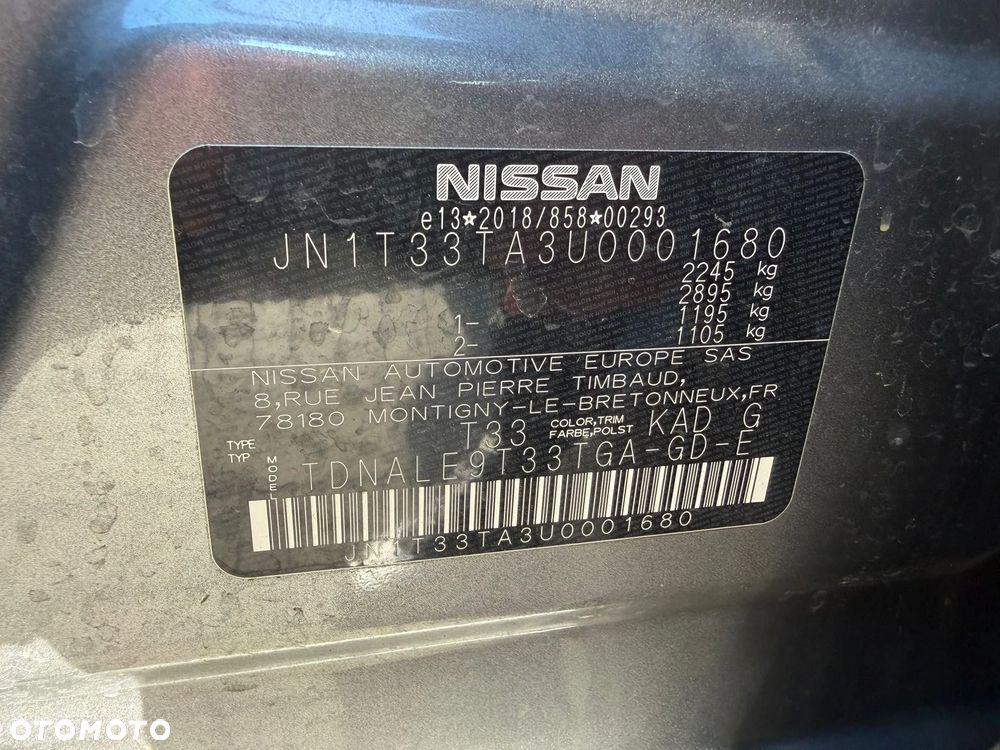 NISSAN
e13*2018/858*00293
JN1T33TA3U0001680
2245 kg
2895 kg
1- 1195 kg
2- 1105 kg
NISSAN AUTOMOTIVE EUROPE SAS
8,RUE JEAN PIERRE TIMBAUD,
78180 MONTIGNY-LE-BRETONNEUX,FR
TYPE TYP T33 COLOR,TRIM FARBE,POLST KAD G
MODEL TDNALE9T33TGA-GD-E
JN1T33TA3U0001680
OTOMOTO